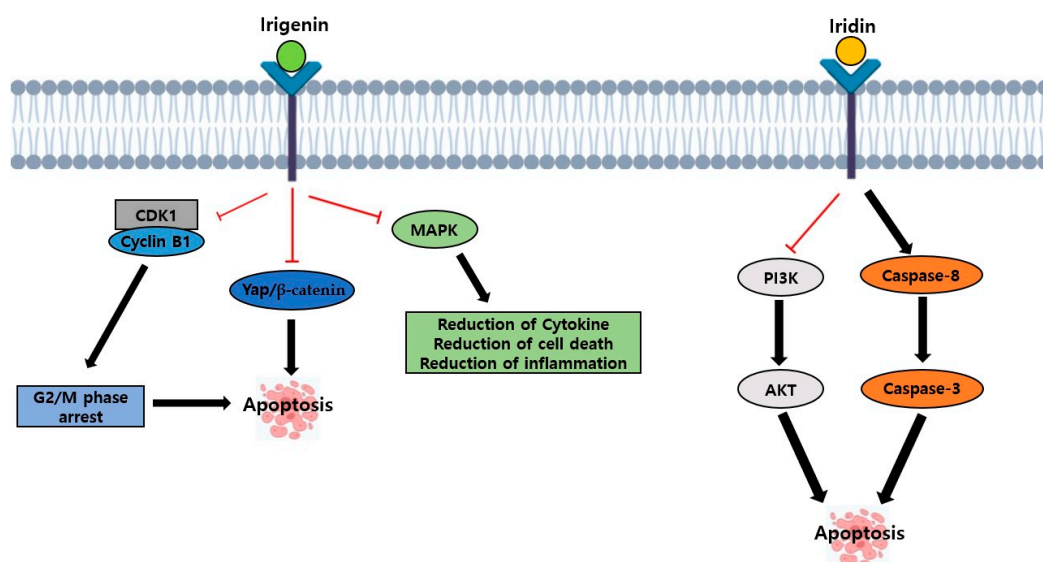 Irigenin
Iridin
CDK1
Cyclin B1
MAPK
Yap/β-catenin
PI3K
Caspase-8
Reduction of Cytokine
Reduction of cell death
Reduction of inflammation
G2/M phase
arrest
Apoptosis
AKT
Caspase-3
Apoptosis